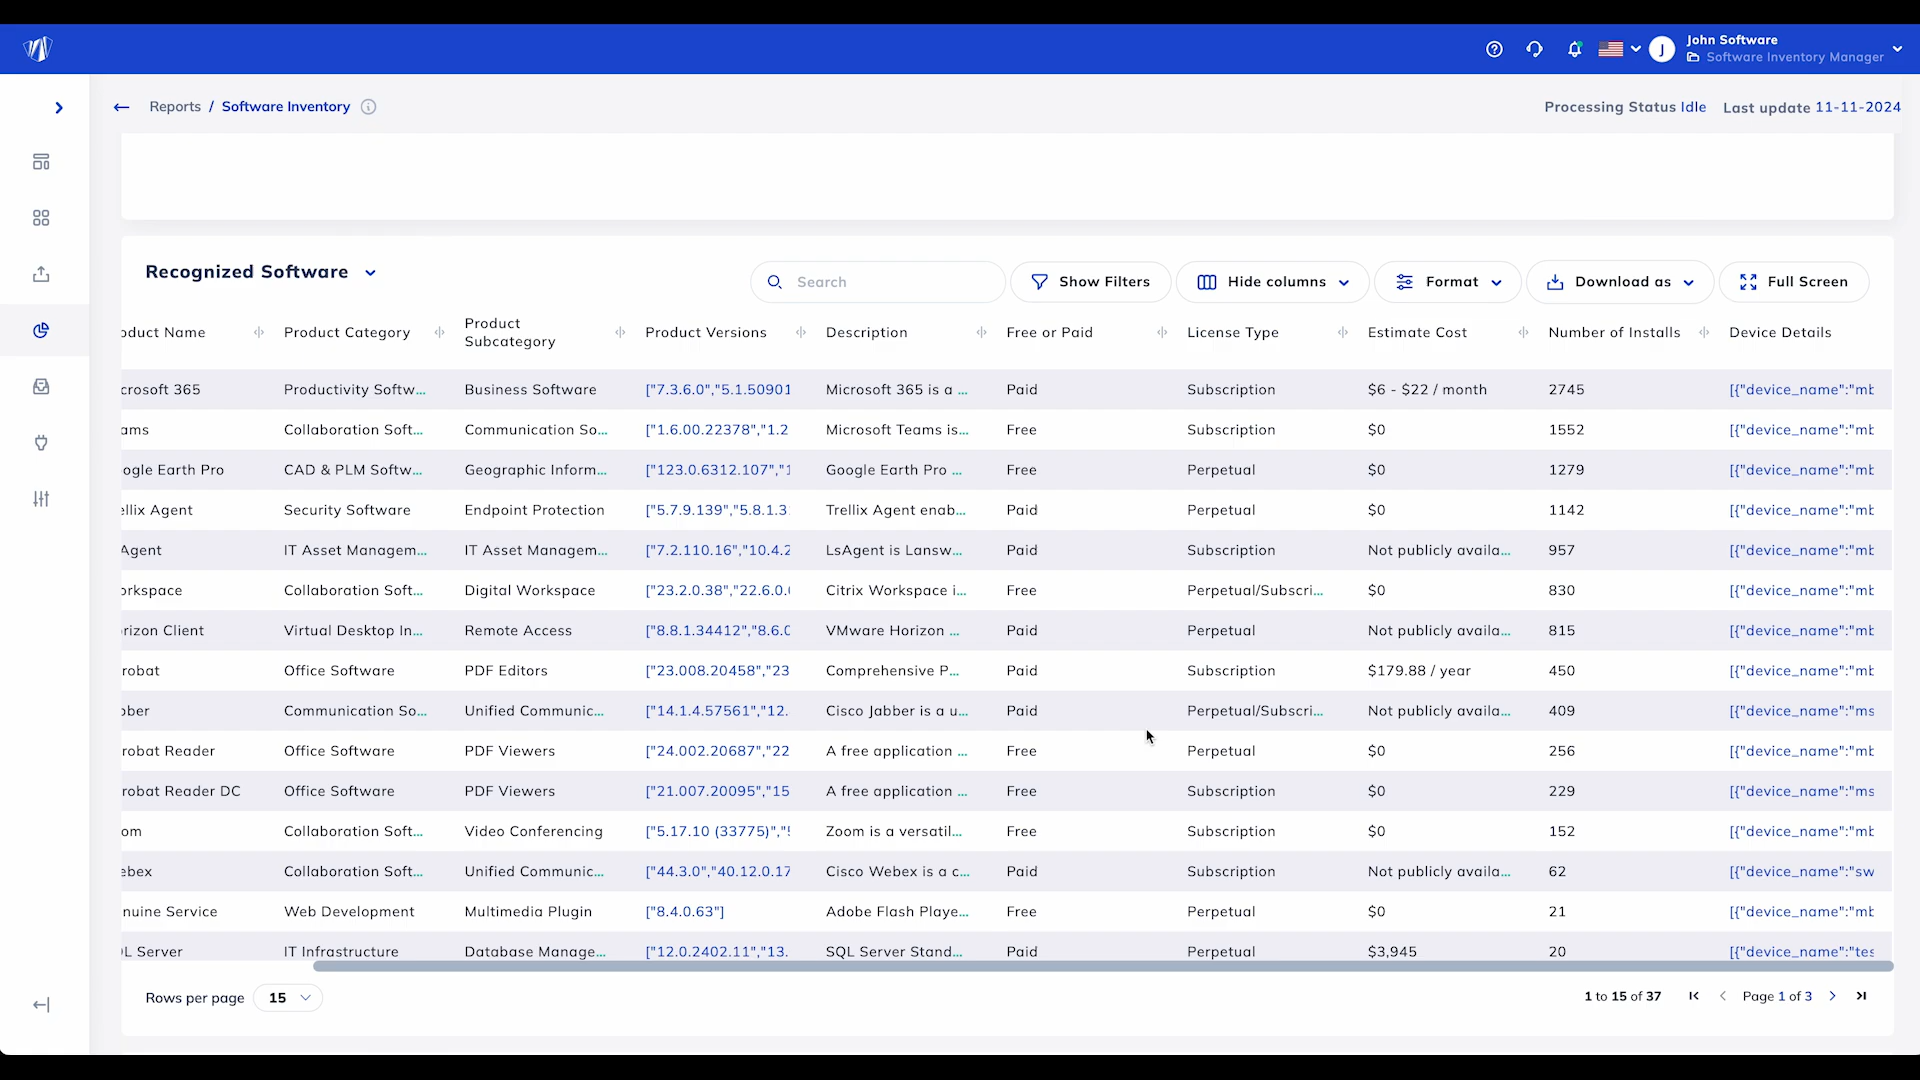 John Software
Software Inventory Manager
J
Reports / Software Inventory
Processing Status Idle Last update 11-11-2024
Recognized Software
Search
Show Filters
Hide columns
Format
Download as
Full Screen
oduct Name Product Category Product Subcategory Product Versions Description Free or Paid License Type Estimate Cost Number of Installs Device Details
crosoft 365 Productivity Softw... Business Software ["7.3.6.0","5.1.50901 Microsoft 365 is a ... Paid Subscription $6 - $22 / month 2745 [{"device_name":"mb
ams Collaboration Soft... Communication So... ["1.6.00.22378","1.2 Microsoft Teams is... Free Subscription $0 1552 [{"device_name":"mb
ogle Earth Pro CAD & PLM Softw... Geographic Inform... ["123.0.6312.107","1 Google Earth Pro ... Free Perpetual $0 1279 [{"device_name":"mb
ellix Agent Security Software Endpoint Protection ["5.7.9.139","5.8.1.3 Trellix Agent enab... Paid Perpetual $0 1142 [{"device_name":"mb
Agent IT Asset Managem... IT Asset Managem... ["7.2.110.16","10.4.2 LsAgent is Lansw... Paid Subscription Not publicly availa... 957 [{"device_name":"mb
orkspace Collaboration Soft... Digital Workspace ["23.2.0.38","22.6.0. Citrix Workspace i... Free Perpetual/Subscri... $0 830 [{"device_name":"mb
rizon Client Virtual Desktop In... Remote Access ["8.8.1.34412","8.6.0 VMware Horizon ... Paid Perpetual Not publicly availa... 815 [{"device_name":"mb
robat Office Software PDF Editors ["23.008.20458","23 Comprehensive P... Paid Subscription $179.88 / year 450 [{"device_name":"mb
ber Communication So... Unified Communic... ["14.1.4.57561","12. Cisco Jabber is a u... Paid Perpetual/Subscri... Not publicly availa... 409 [{"device_name":"ms
robat Reader Office Software PDF Viewers ["24.002.20687","22 A free application ... Free Perpetual $0 256 [{"device_name":"mb
robat Reader DC Office Software PDF Viewers ["21.007.20095","15 A free application ... Free Subscription $0 229 [{"device_name":"ms
om Collaboration Soft... Video Conferencing ["5.17.10 (33775)"," Zoom is a versatil... Free Subscription $0 152 [{"device_name":"mb
ebex Collaboration Soft... Unified Communic... ["44.3.0","40.12.0.17 Cisco Webex is a c... Paid Subscription Not publicly availa... 62 [{"device_name":"sw
nuine Service Web Development Multimedia Plugin ["8.4.0.63"] Adobe Flash Playe... Free Perpetual $0 21 [{"device_name":"mb
L Server IT Infrastructure Database Manage... ["12.0.2402.11","13. SQL Server Stand... Paid Perpetual $3,945 20 [{"device_name":"tes
Rows per page 15
1 to 15 of 37 Page 1 of 3